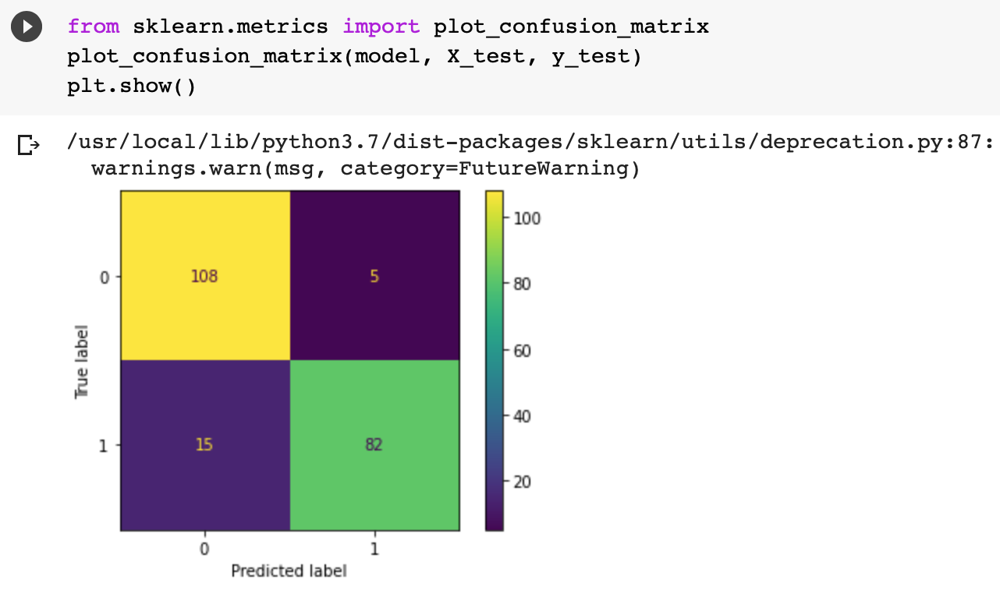 from sklearn.metrics import plot_confusion_matrix
plot_confusion_matrix(model, X_test, y_test)
plt.show()
/usr/local/lib/python3.7/dist-packages/sklearn/utils/deprecation.py:87:
warnings.warn(msg, category=FutureWarning)
108
5
15
82
0
1
True label
0
1
Predicted label
100
80
60
40
20